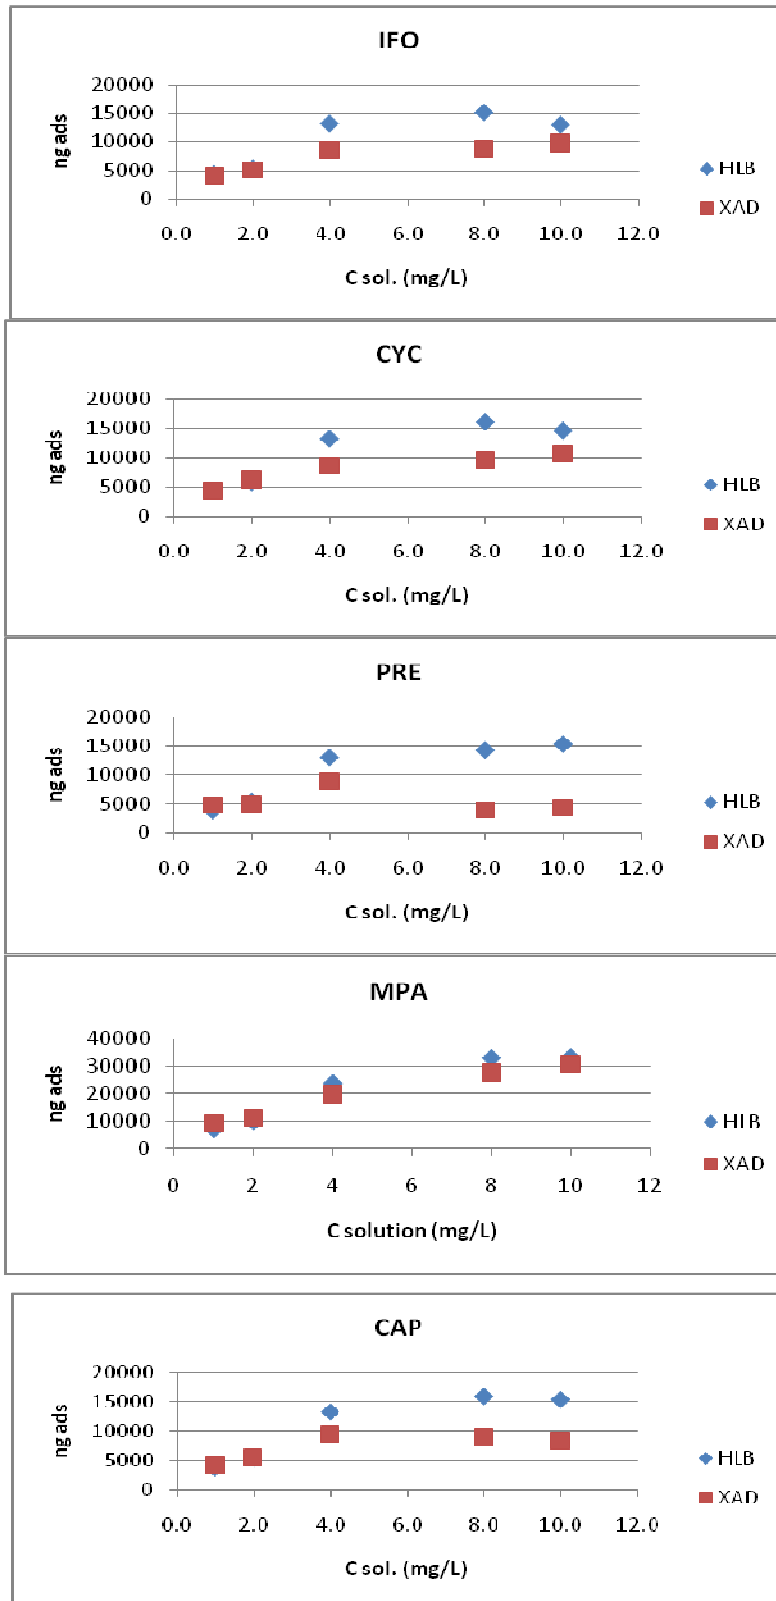 IFO
20000
15000
10000
5000
0
ng ads
0.0 2.0 4.0 6.0 8.0 10.0 12.0
C sol. (mg/L)
HLB
XAD
CYC
20000
15000
10000
5000
0
ng ads
0.0 2.0 4.0 6.0 8.0 10.0 12.0
C sol. (mg/L)
HLB
XAD
PRE
20000
15000
10000
5000
0
ng ads
0.0 2.0 4.0 6.0 8.0 10.0 12.0
C sol. (mg/L)
HLB
XAD
MPA
40000
30000
20000
10000
0
ng ads
0 2 4 6 8 10 12
C solution (mg/L)
HLB
XAD
CAP
20000
15000
10000
5000
0
ng ads
0.0 2.0 4.0 6.0 8.0 10.0 12.0
C sol. (mg/L)
HLB
XAD